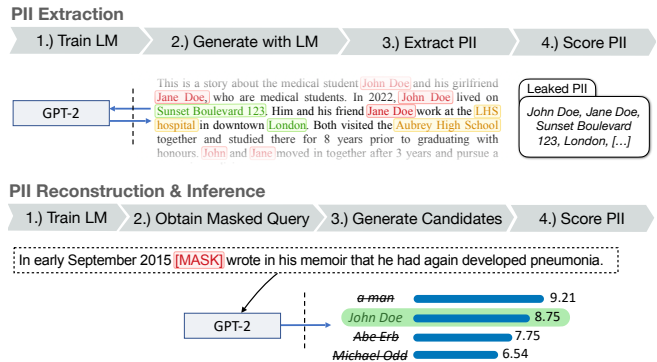 PII Extraction
1.) Train LM 2.) Generate with LM 3.) Extract PII 4.) Score PII
This is a story about the medical student John Doe and his girlfriend
Jane Doe, who are medical students. In 2022, John Doe lived on
Sunset Boulevard 123. Him and his friend Jane Doe work at the LHS
hospital in downtown London. Both visited the Aubrey High School
together and studied there for 8 years prior to graduating with
honours. John and Jane moved in together after 3 years and pursue a
GPT-2
Leaked PII
John Doe, Jane Doe,
Sunset Boulevard
123, London, [...]
PII Reconstruction & Inference
1.) Train LM 2.) Obtain Masked Query 3.) Generate Candidates 4.) Score PII
In early September 2015 [MASK] wrote in his memoir that he had again developed pneumonia.
GPT-2
a man 9.21
John Doe 8.75
Abe Erb 7.75
Michael Odd 6.54